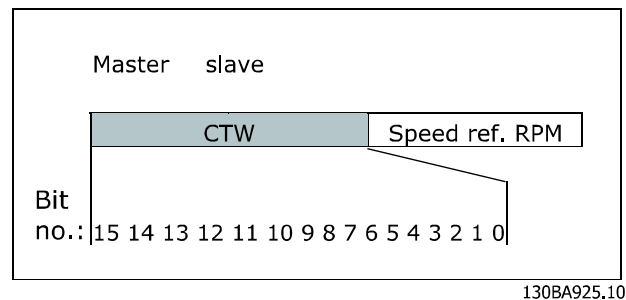 Master slave
CTW Speed ref. RPM
Bit
no.: 15 14 13 12 11 10 9 8 7 6 5 4 3 2 1 0
130BA925.10